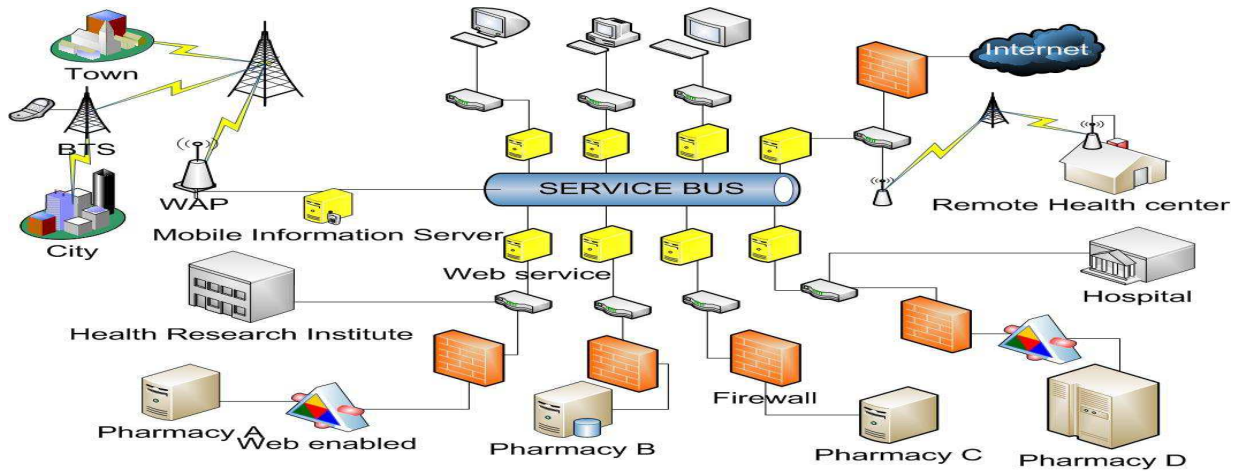 Town
BTS
City
WAP
Mobile Information Server
SERVICE BUS
Internet
Remote Health center
Web service
Health Research Institute
Hospital
Firewall
Pharmacy A
Web enabled
Pharmacy B
Pharmacy C
Pharmacy D